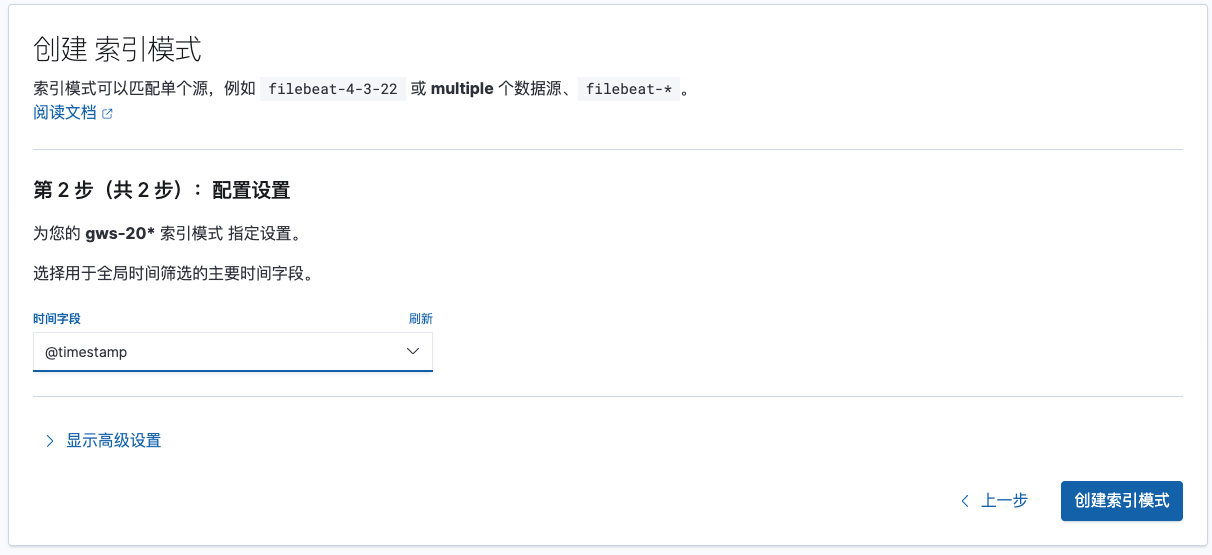 创建 索引模式
索引模式可以匹配单个源，例如 filebeat-4-3-22 或 multiple 个数据源、 filebeat-* 。
阅读文档
第 2 步（共 2 步）：配置设置
为您的 gws-20* 索引模式 指定设置。
选择用于全局时间筛选的主要时间字段。
时间字段 刷新
@timestamp
显示高级设置
上一步 创建索引模式